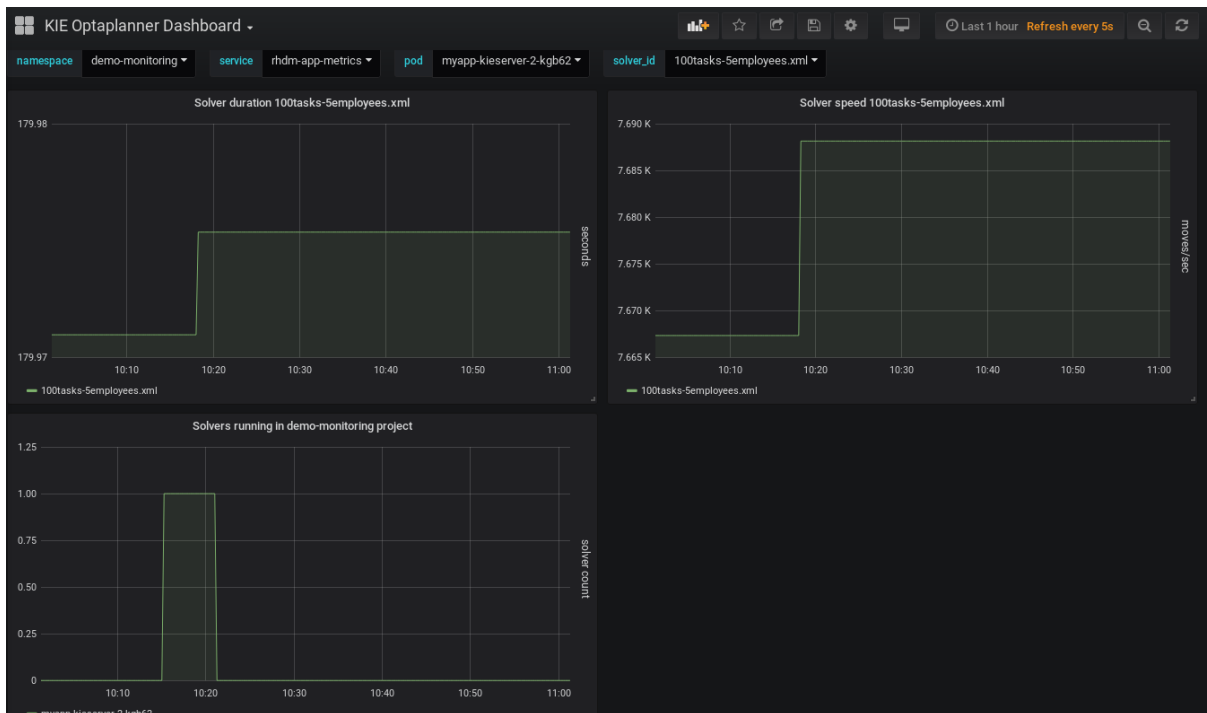 KIE Optaplanner Dashboard
Last 1 hour Refresh every 5s
namespace demo-monitoring service rhdm-app-metrics pod myapp-kieserver-2-kgb62 solver_id 100tasks-5employees.xml
Solver duration 100tasks-5employees.xml
179.98
179.97
seconds
10:10 10:20 10:30 10:40 10:50 11:00
100tasks-5employees.xml
Solver speed 100tasks-5employees.xml
7.690 K
7.685 K
7.680 K
7.675 K
7.670 K
7.665 K
moves/sec
10:10 10:20 10:30 10:40 10:50 11:00
100tasks-5employees.xml
Solvers running in demo-monitoring project
1.25
1.00
0.75
0.50
0.25
0
solver count
10:10 10:20 10:30 10:40 10:50 11:00
myapp-kieserver-2-kgb62